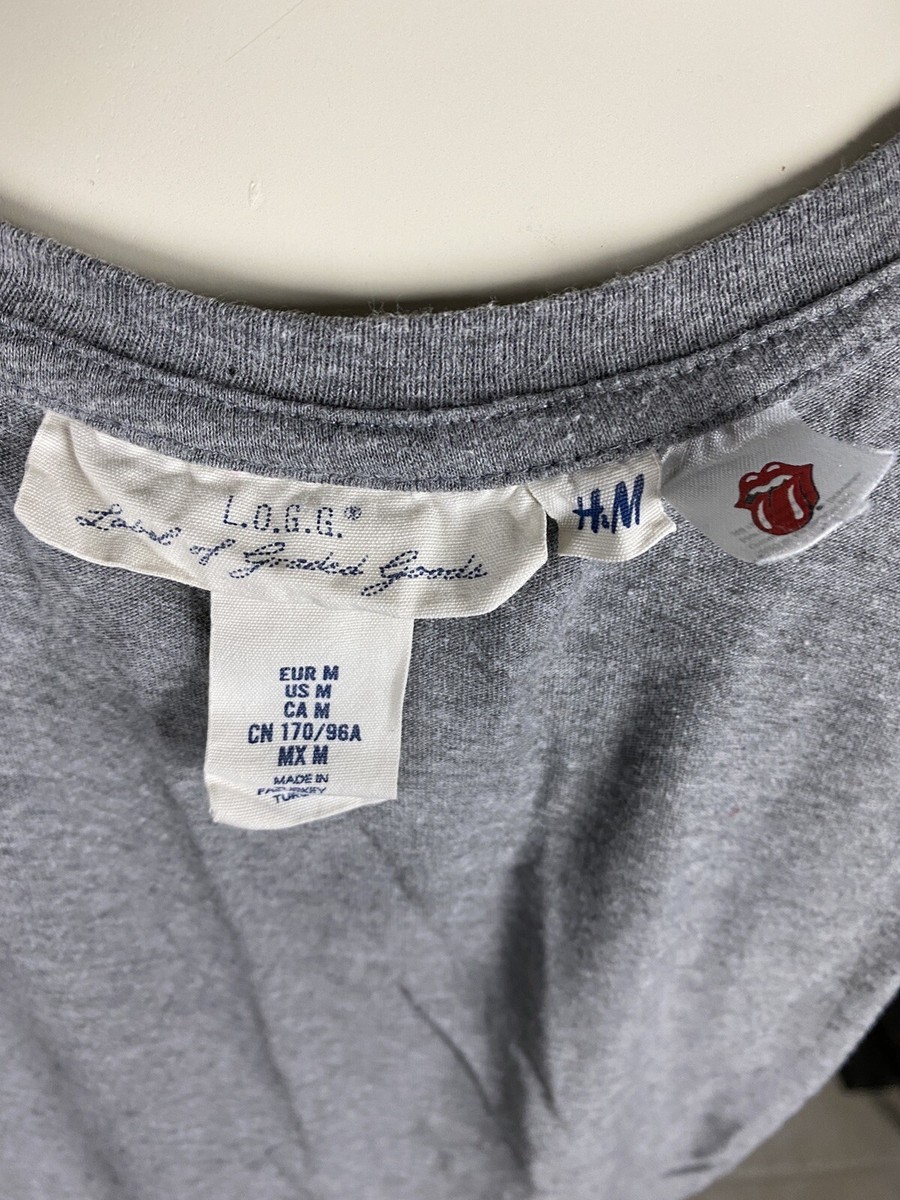 L.O.G.G.®
Label of Graded Goods
H&M
EUR M
US M
CA M
CN 170/96A
MX M
MADE IN